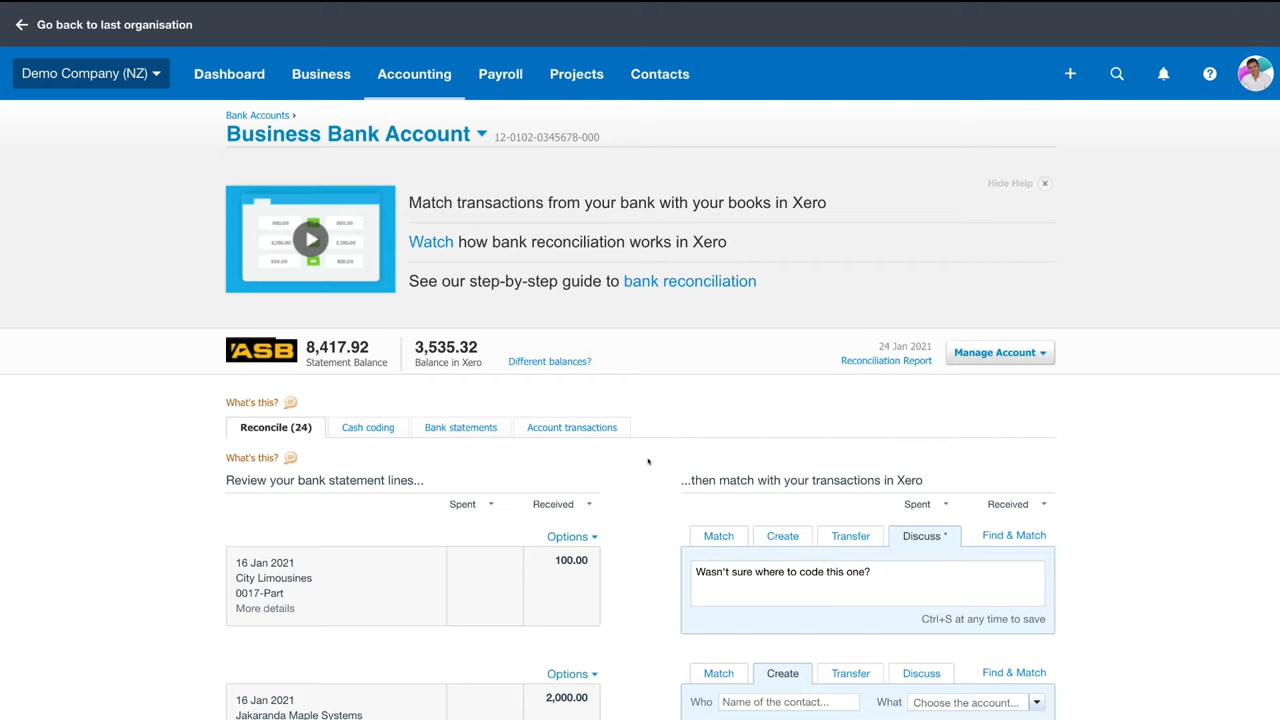 Go back to last organisation
Demo Company (NZ) Dashboard Business Accounting Payroll Projects Contacts
Bank Accounts ›
Business Bank Account 12-0102-0345678-000
Hide Help
Match transactions from your bank with your books in Xero
Watch how bank reconciliation works in Xero
See our step-by-step guide to bank reconciliation
ASB 8,417.92 3,535.32 24 Jan 2021 Manage Account
Statement Balance Balance in Xero Different balances? Reconciliation Report
What's this?
Reconcile (24) Cash coding Bank statements Account transactions
What's this?
Review your bank statement lines... ...then match with your transactions in Xero
Spent Received Spent Received
Options Match Create Transfer Discuss * Find & Match
16 Jan 2021 100.00
City Limousines
0017-Part
More details
Wasn't sure where to code this one?
Ctrl+S at any time to save
Options Match Create Transfer Discuss Find & Match
16 Jan 2021 2,000.00
Jakaranda Maple Systems
Who Name of the contact... What Choose the account...